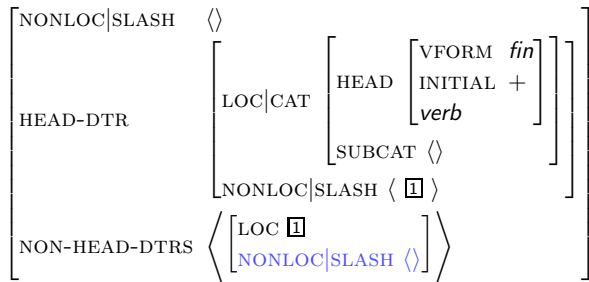 NONLOC|SLASH ⟨⟩
HEAD-DTR [LOC|CAT [HEAD [VFORM fin
INITIAL +
verb]
SUBCAT ⟨⟩]
NONLOC|SLASH ⟨ 1 ⟩]
NON-HEAD-DTRS ⟨[LOC 1
NONLOC|SLASH ⟨⟩]⟩